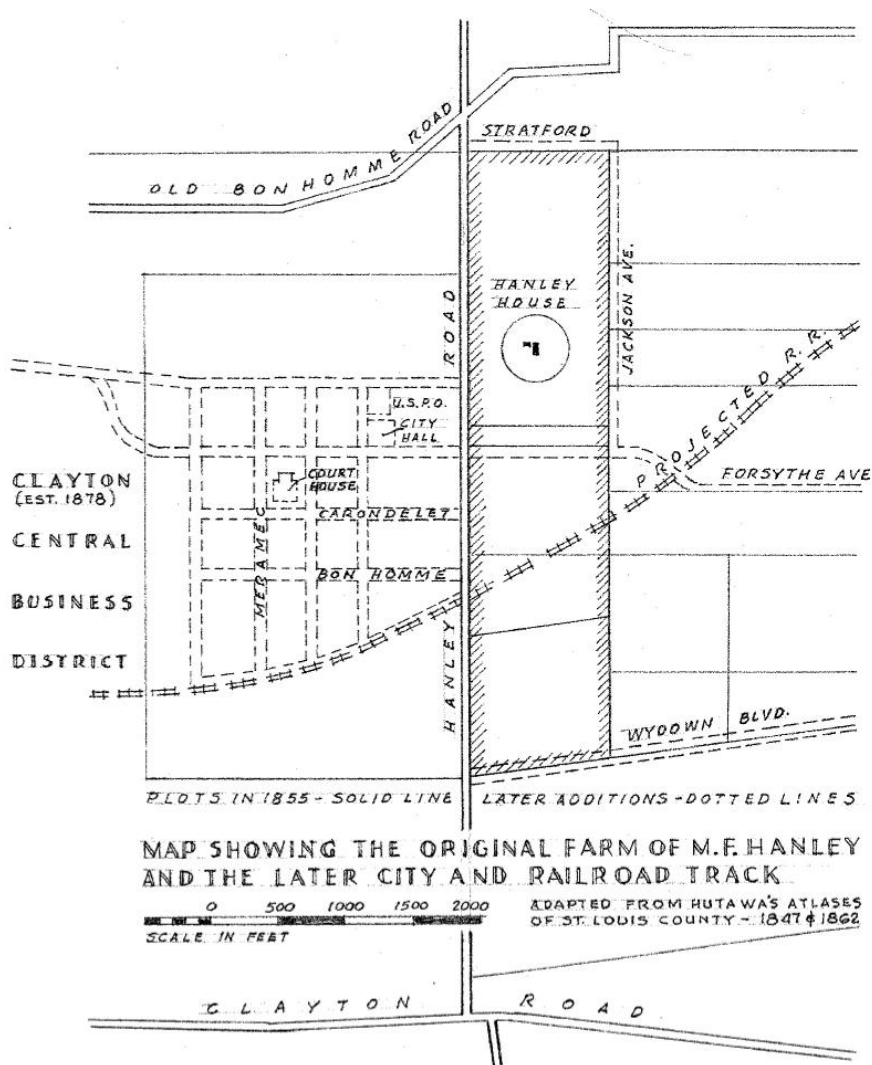 STRATFORD
OLD BONHOMME ROAD
HANLEY
HOUSE
JACKSON AVE.
HANLEY ROAD
PROJECTED R.R.
U.S.P.O.
CITY
HALL
COURT
HOUSE
FORSYTHE AVE
CARONDELET
MERAMEC
BON HOMME
CLAYTON
(EST. 1878)
CENTRAL
BUSINESS
DISTRICT
WYDOWN BLVD.
PLOTS IN 1855 - SOLID LINE
LATER ADDITIONS - DOTTED LINES
MAP SHOWING THE ORIGINAL FARM OF M.F. HANLEY
AND THE LATER CITY AND RAILROAD TRACK
0 500 1000 1500 2000
SCALE IN FEET
ADAPTED FROM HUTAWA'S ATLASES
OF ST. LOUIS COUNTY - 1847 & 1862
CLAYTON ROAD